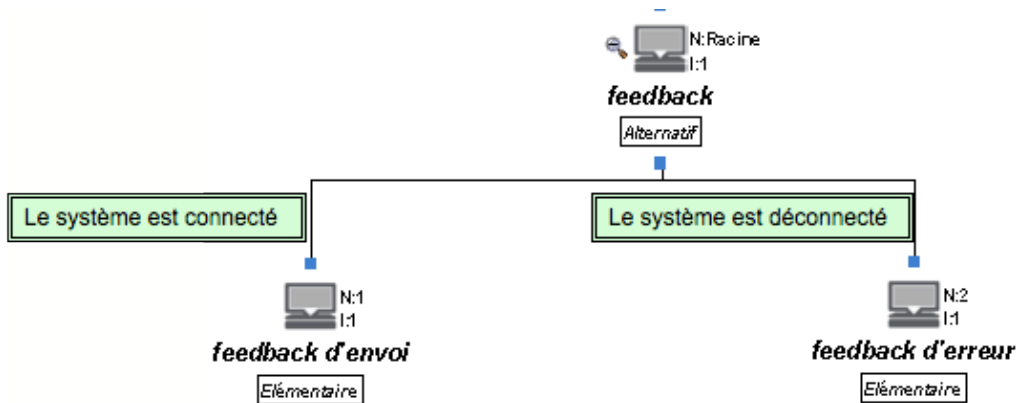 N:Racine
I:1
feedback
Alternatif
Le système est connecté
Le système est déconnecté
N:1
I:1
feedback d'envoi
Elémentaire
N:2
I:1
feedback d'erreur
Elémentaire